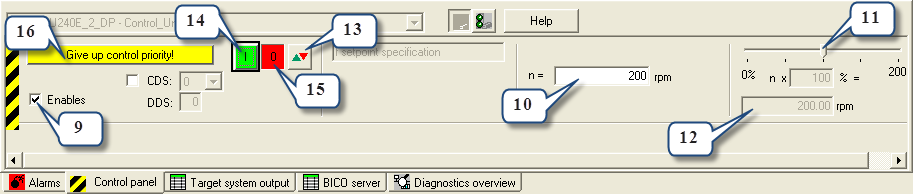 16
14
13
11
J240E_2_DP - Control_Un
Help
Give up control priority!
1
0
setpoint specification
CDS: 0
DDS: 0
Enables
n = 200 rpm
0% n x 100 % = 200
200.00 rpm
15
10
9
12
Alarms
Control panel
Target system output
BICO server
Diagnostics overview